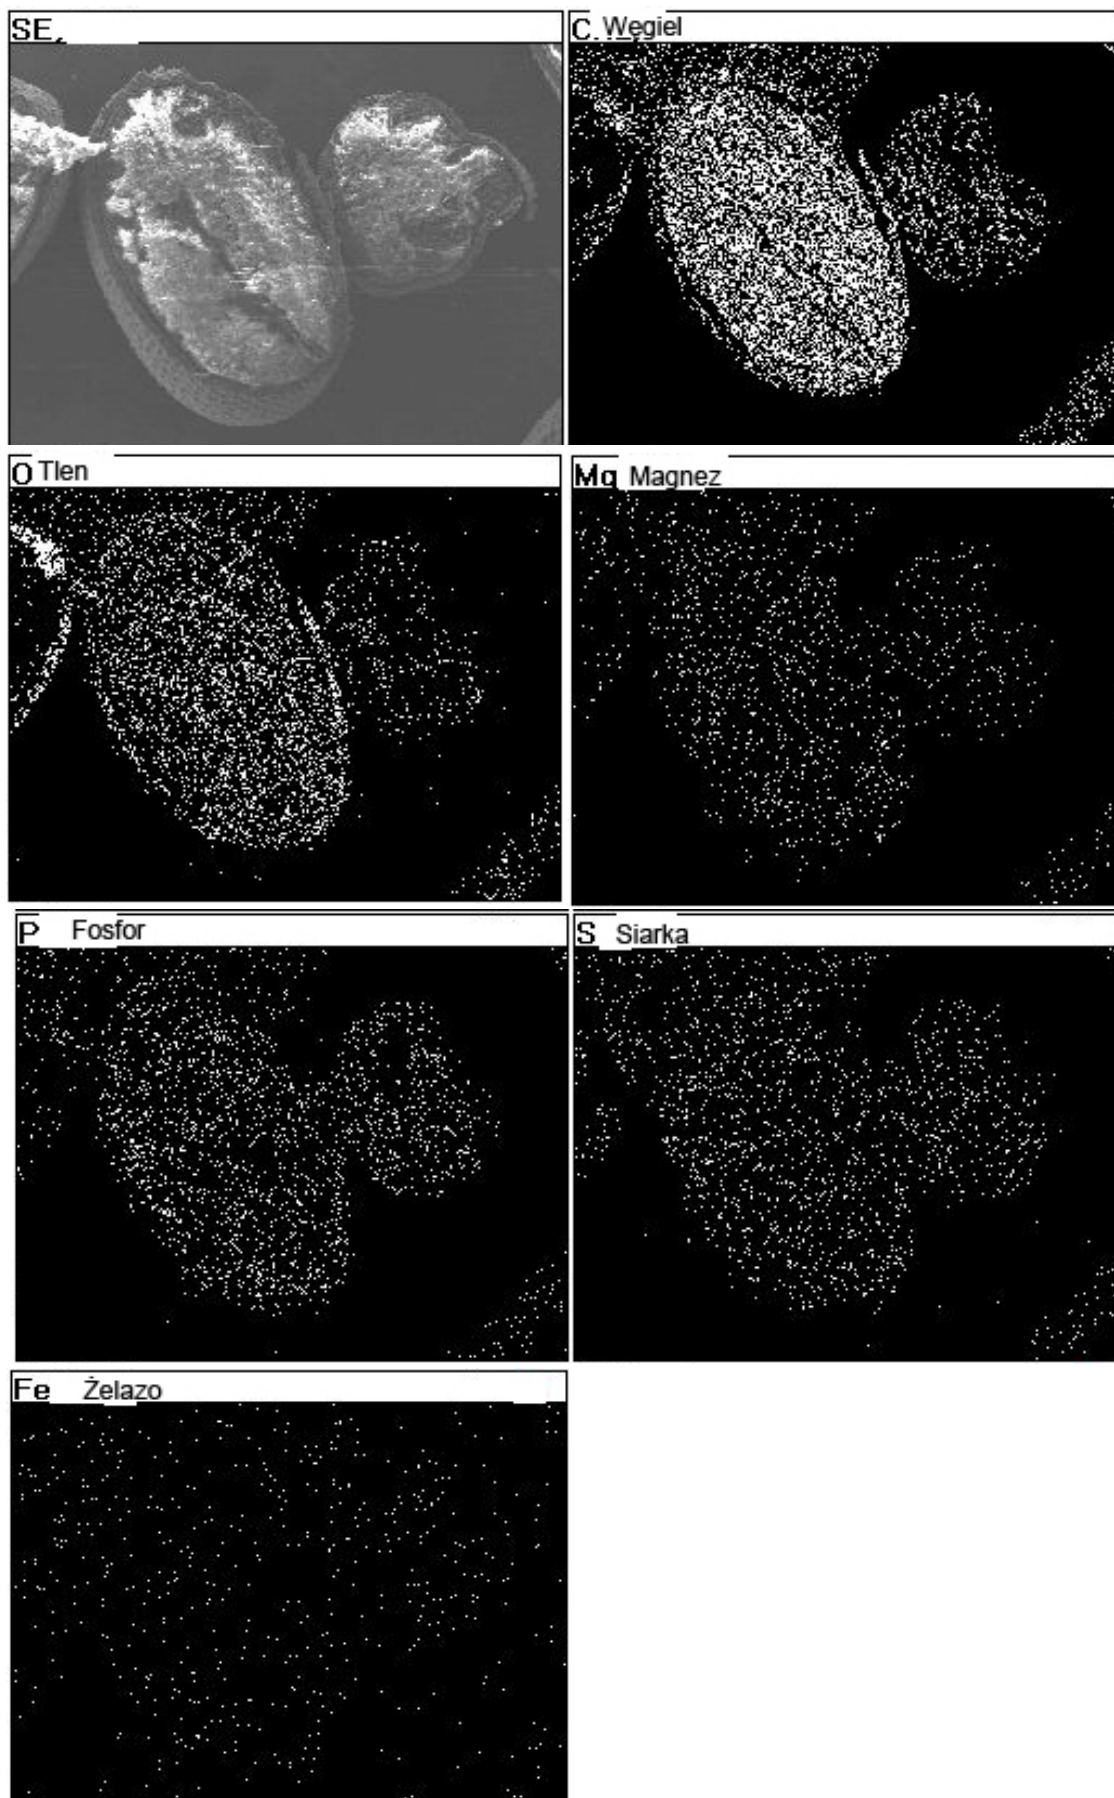 SE,
C. Węgiel
O Tlen
Mg Magnez
P Fosfor
S Siarka
Fe Żelazo